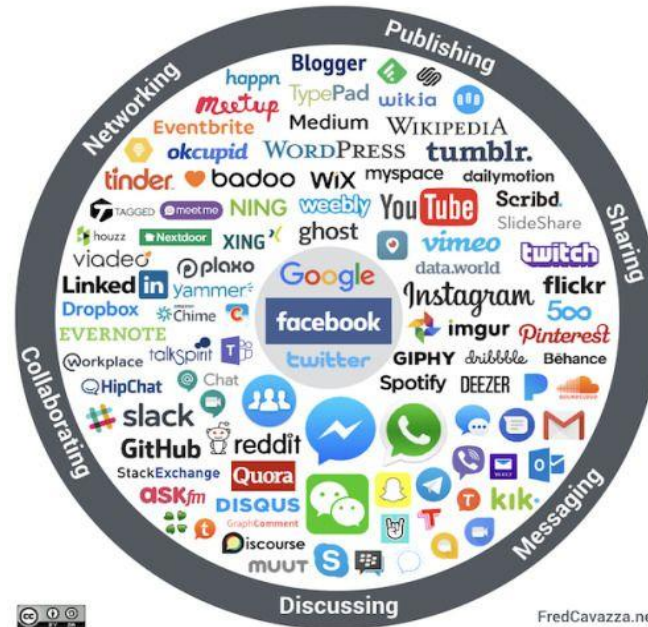 Publishing
Networking
Sharing
Collaborating
Messaging
Discussing
Blogger
happn
TypePad
wikia
meetup
Medium
WIKIPEDIA
Eventbrite
okcupid
WORDPRESS
tumblr.
tinder
badoo
WiX
myspace
dailymotion
TAGGED
meetme
NING
weebly
YouTube
Scribd.
SlideShare
houzz
Nextdoor
XING
ghost
vimeo
twitch
viadeo
plaxo
Google
data.world
Linked in
yammer
Instagram
flickr
Dropbox
Chime
facebook
imgur
500
Pinterest
EVERNOTE
talkSpirit
twitter
GIPHY
dribbble
Behance
workplace
HipChat
Chat
Spotify
DEEZER
slack
GitHub
reddit
StackExchange
Quora
askfm
DISQUS
kik
GraphComment
Discourse
MUUT
FredCavazza.ne